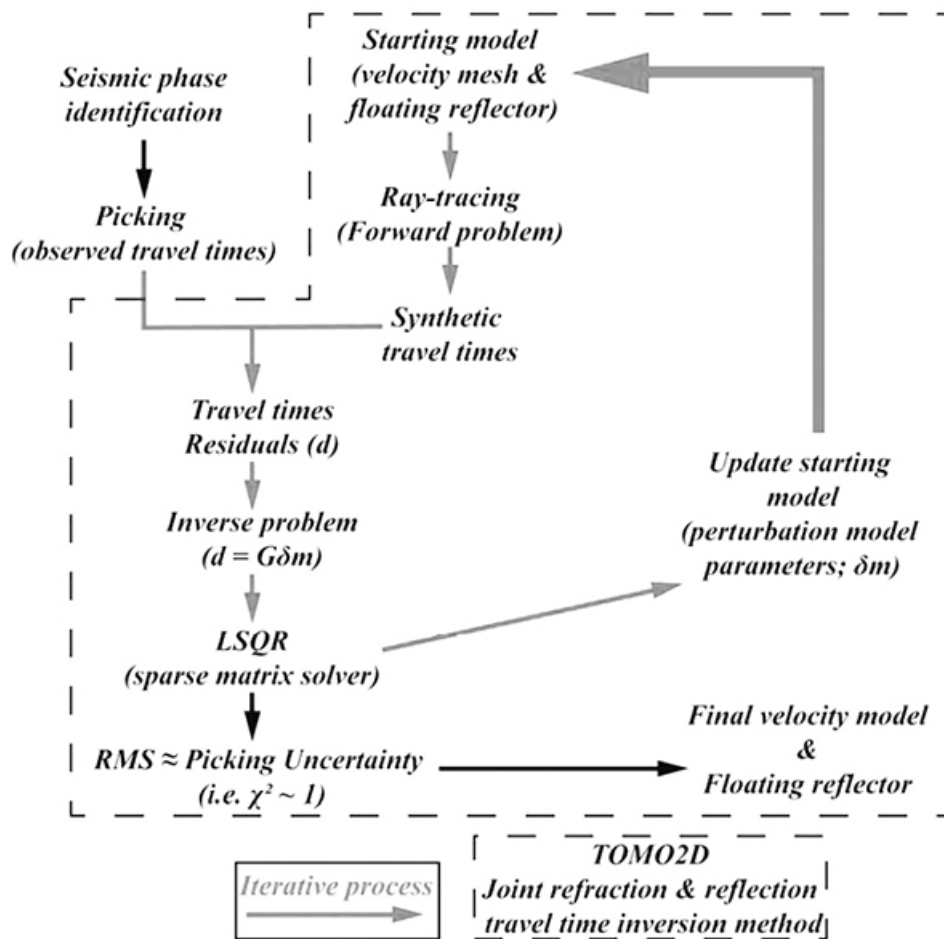 Seismic phase
identification
Picking
(observed travel times)
Starting model
(velocity mesh &
floating reflector)
Ray-tracing
(Forward problem)
Synthetic
travel times
Travel times
Residuals (d)
Inverse problem
(d = Gδm)
LSQR
(sparse matrix solver)
RMS ≈ Picking Uncertainty
(i.e. χ² ~ 1)
Update starting
model
(perturbation model
parameters; δm)
Final velocity model
&
Floating reflector
Iterative process
TOMO2D
Joint refraction & reflection
travel time inversion method